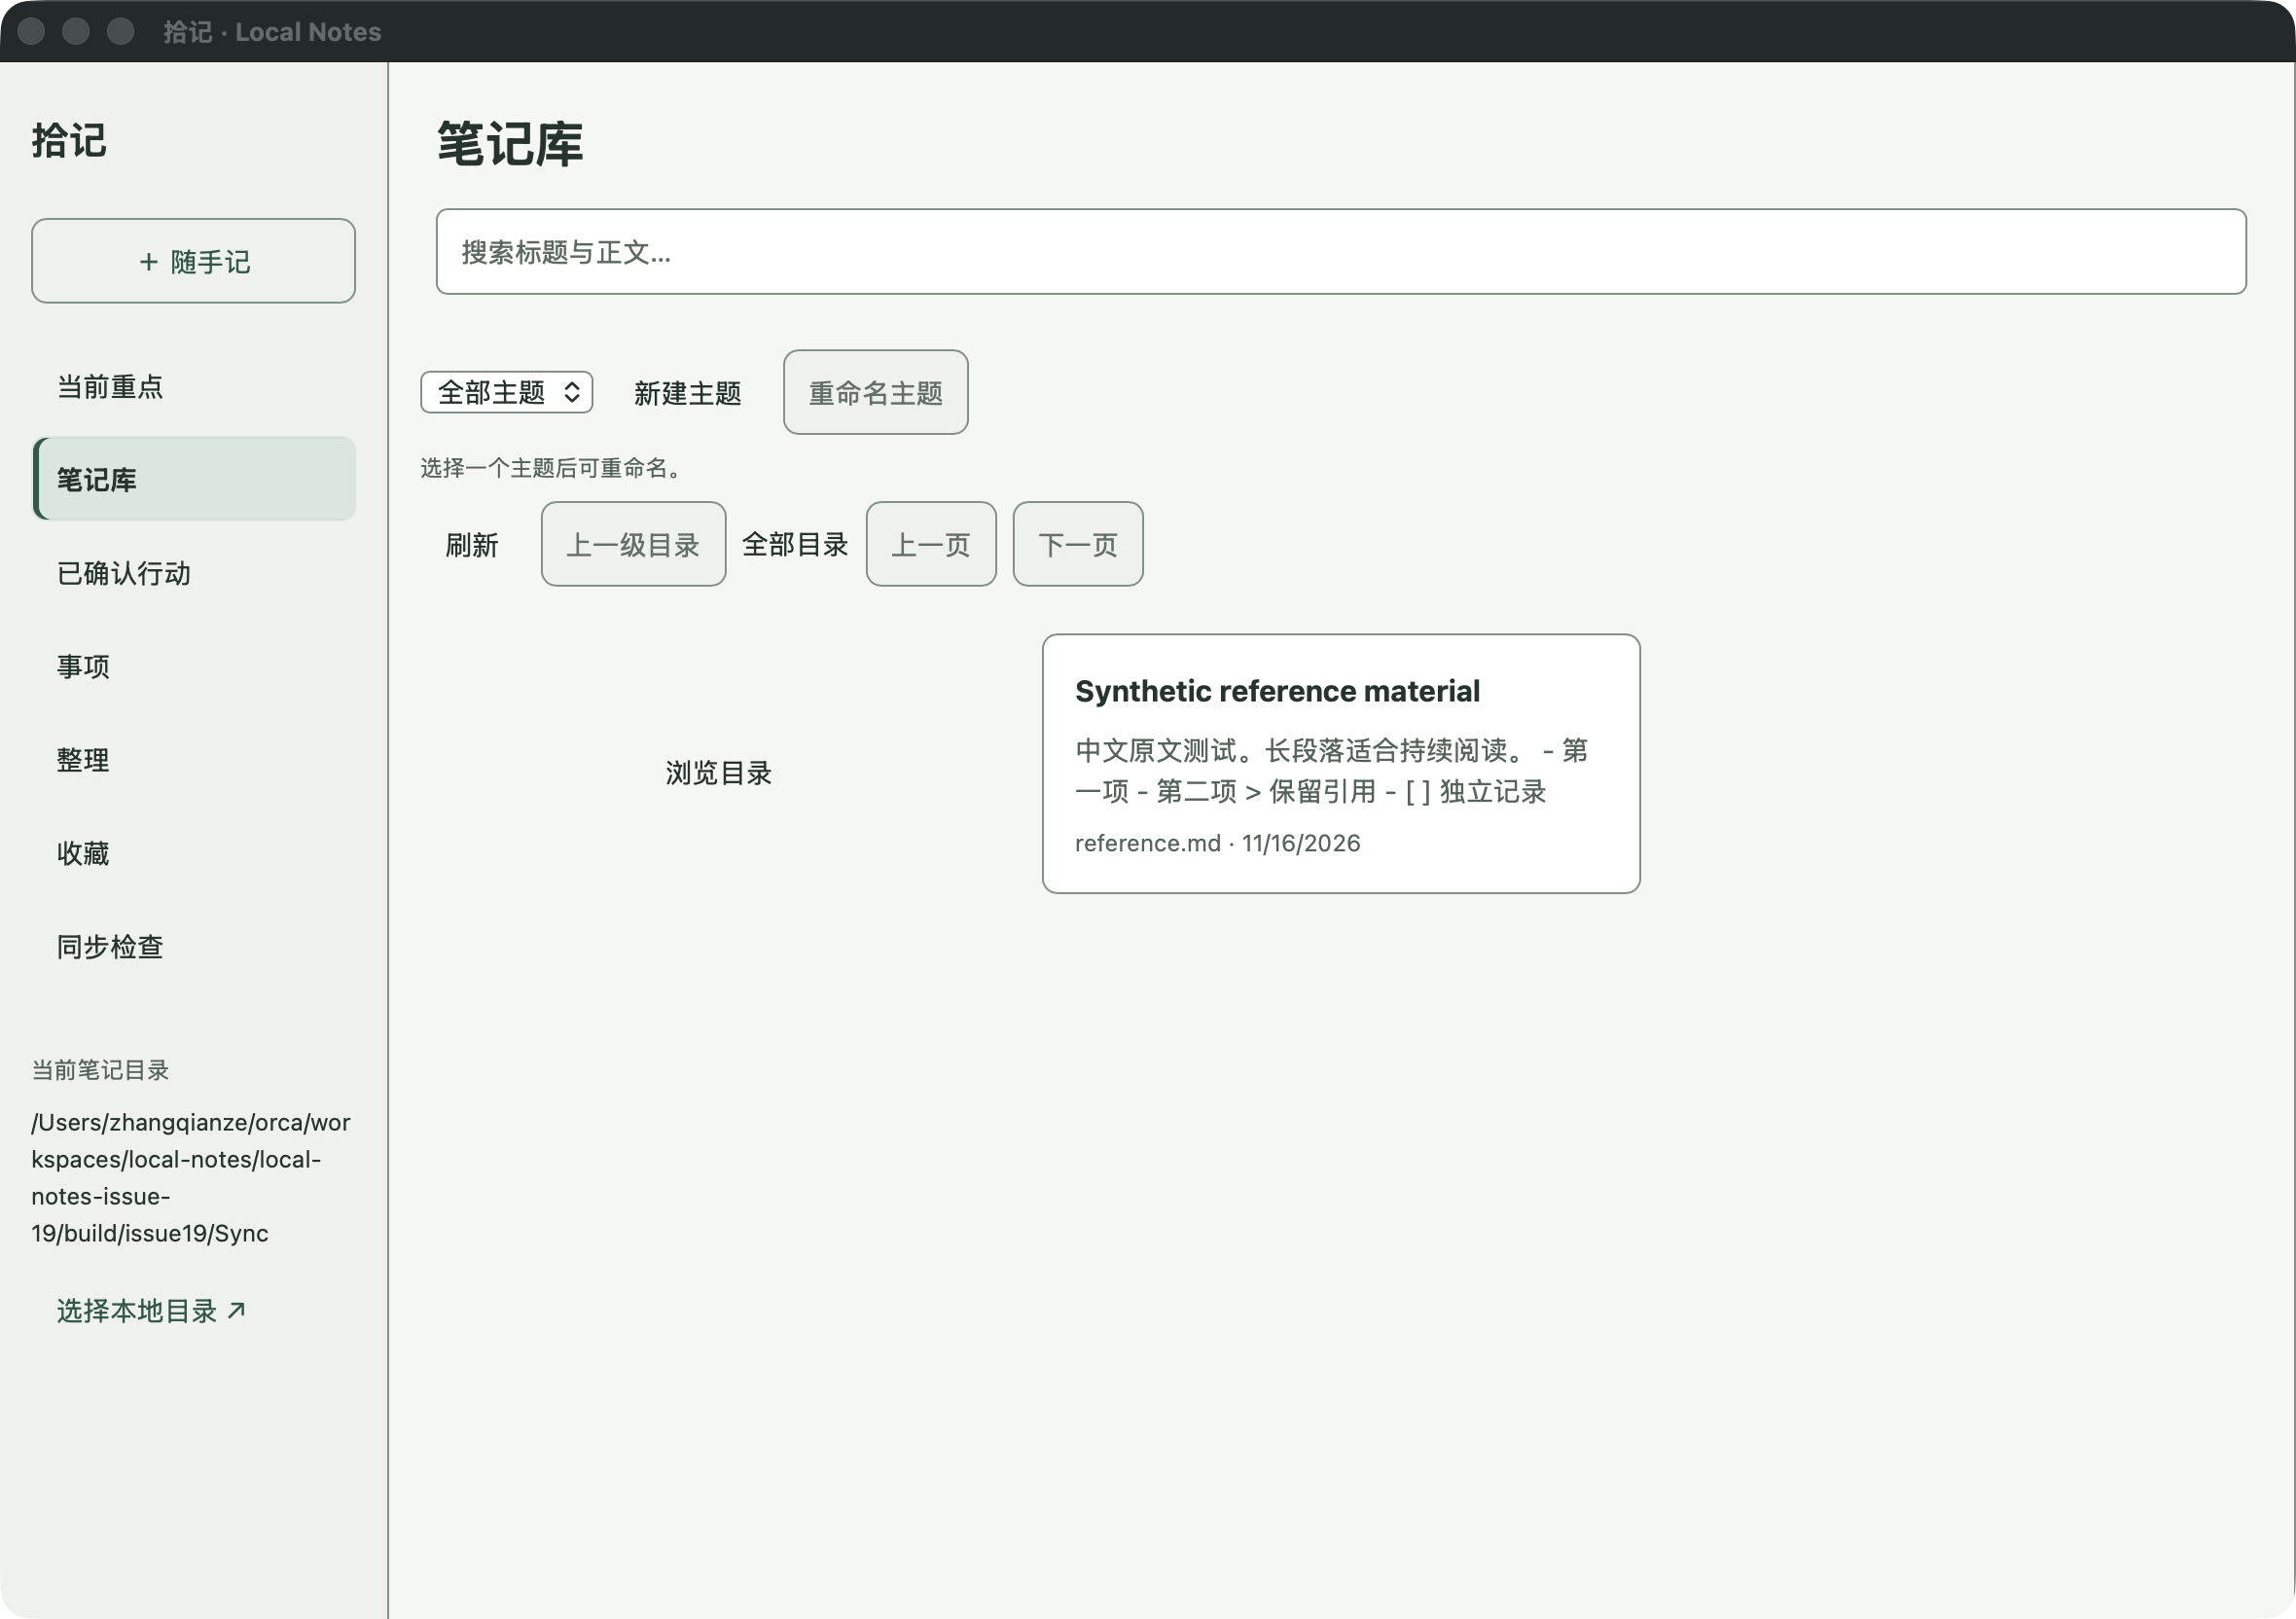 拾记 · Local Notes
拾记
+ 随手记
当前重点
笔记库
已确认行动
事项
整理
收藏
同步检查
当前笔记目录
/Users/zhangqianze/orca/wor
kspaces/local-notes/local-
notes-issue-
19/build/issue19/Sync
选择本地目录 ↗
笔记库
搜索标题与正文...
全部主题 新建主题 重命名主题
选择一个主题后可重命名。
刷新 上一级目录 全部目录 上一页 下一页
浏览目录
Synthetic reference material
中文原文测试。长段落适合持续阅读。 - 第
一项 - 第二项 > 保留引用 - [ ] 独立记录
reference.md · 11/16/2026